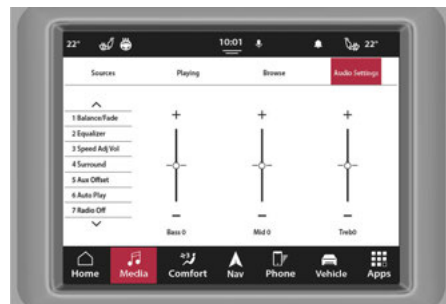 22° 10:01 22°
Sources Playing Browse Audio Settings
1 Balance/Fade
2 Equalizer
3 Speed Adj Vol
4 Surround
5 Aux Offset
6 Auto Play
7 Radio Off
+ + +
- - -
Bass 0 Mid 0 Treb0
Home Media Comfort Nav Phone Vehicle Apps